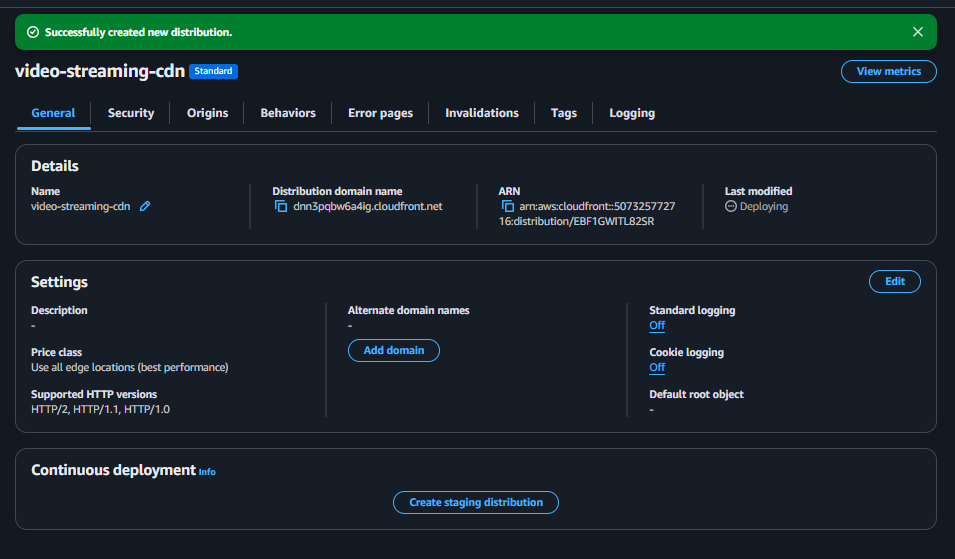 Successfully created new distribution.
video-streaming-cdn Standard
View metrics
General Security Origins Behaviors Error pages Invalidations Tags Logging
Details
Name
video-streaming-cdn
Distribution domain name
dnn3pqbw6a4ig.cloudfront.net
ARN
arn:aws:cloudfront::5073257727
16:distribution/EBF1GWITL82SR
Last modified
Deploying
Settings
Edit
Description
-
Price class
Use all edge locations (best performance)
Supported HTTP versions
HTTP/2, HTTP/1.1, HTTP/1.0
Alternate domain names
-
Add domain
Standard logging
Off
Cookie logging
Off
Default root object
-
Continuous deployment Info
Create staging distribution